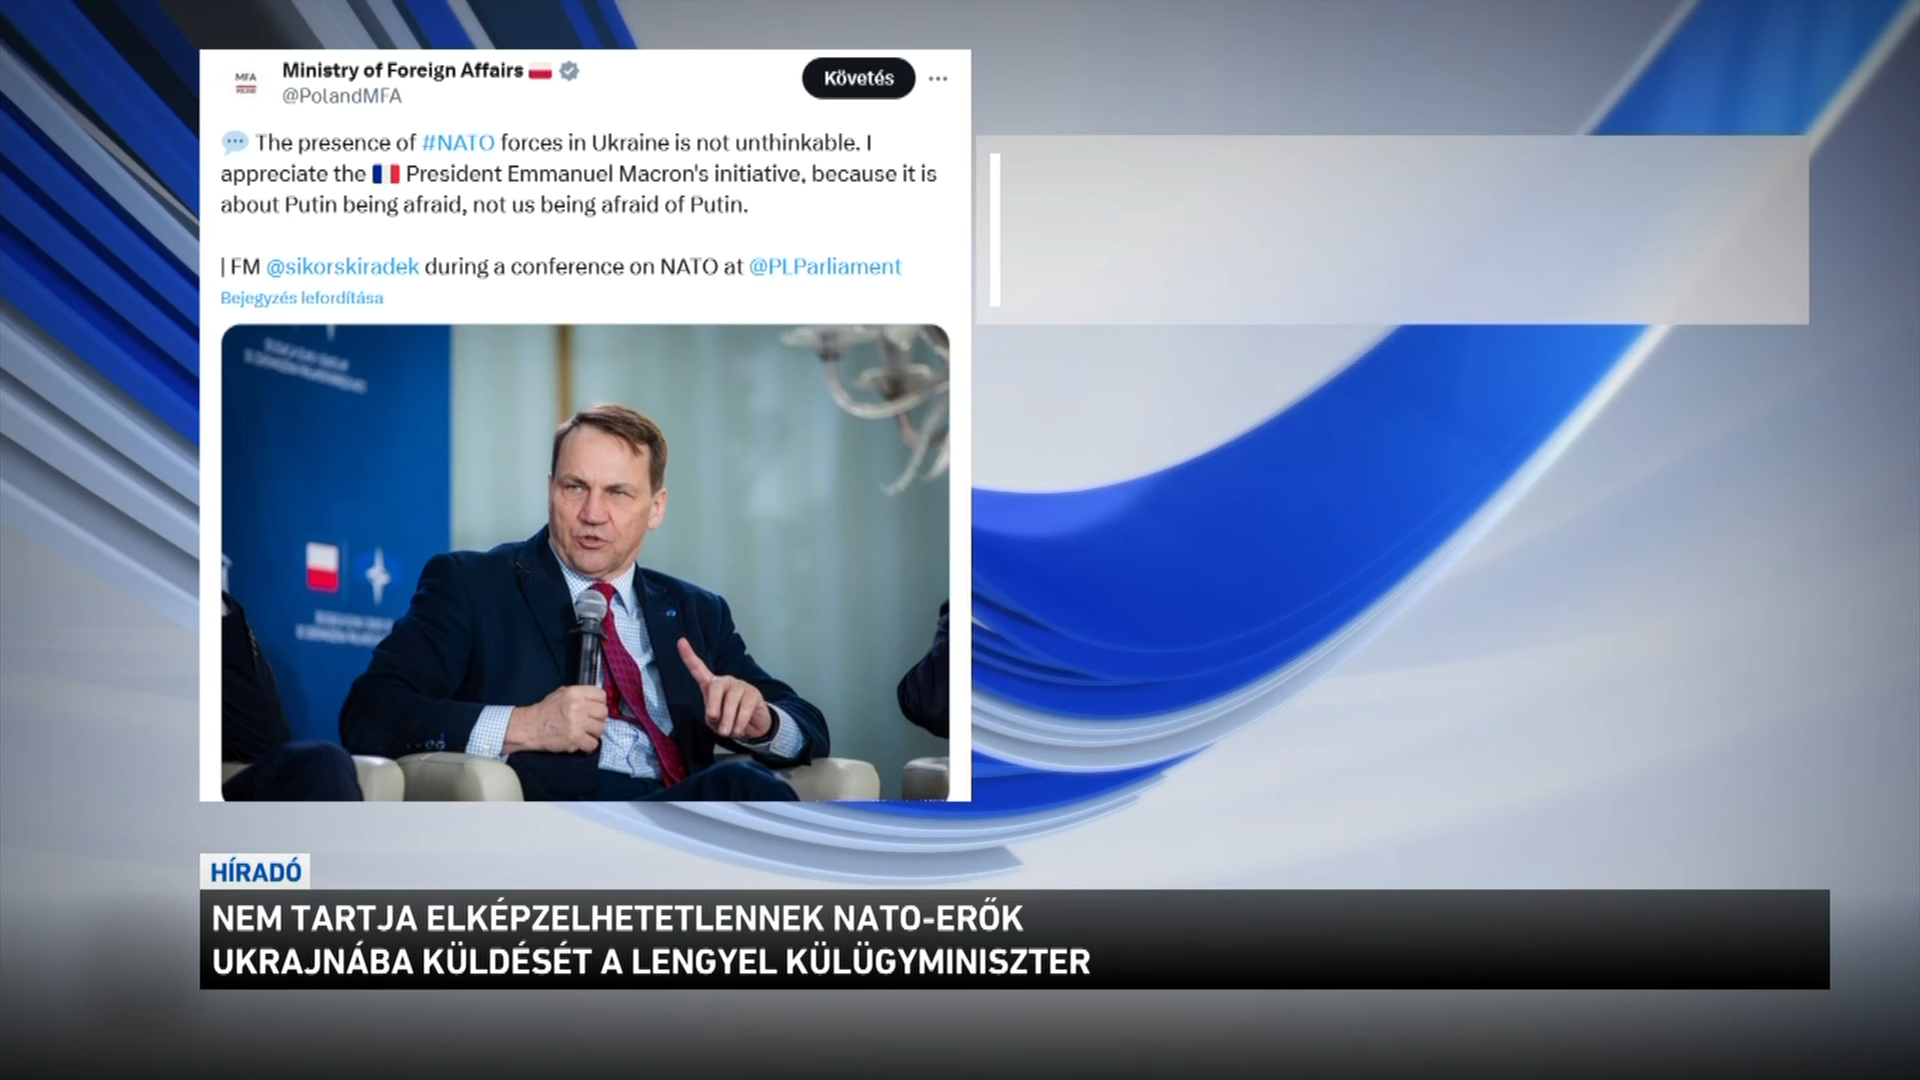 MFA
POLAND
Ministry of Foreign Affairs
@PolandMFA
Követés
The presence of #NATO forces in Ukraine is not unthinkable. I
appreciate the President Emmanuel Macron's initiative, because it is
about Putin being afraid, not us being afraid of Putin.
| FM @sikorskiradek during a conference on NATO at @PLParliament
Bejegyzés lefordítása
HÍRADÓ
NEM TARTJA ELKÉPZELHETETLENNEK NATO-ERŐK
UKRAJNÁBA KÜLDÉSÉT A LENGYEL KÜLÜGYMINISZTER